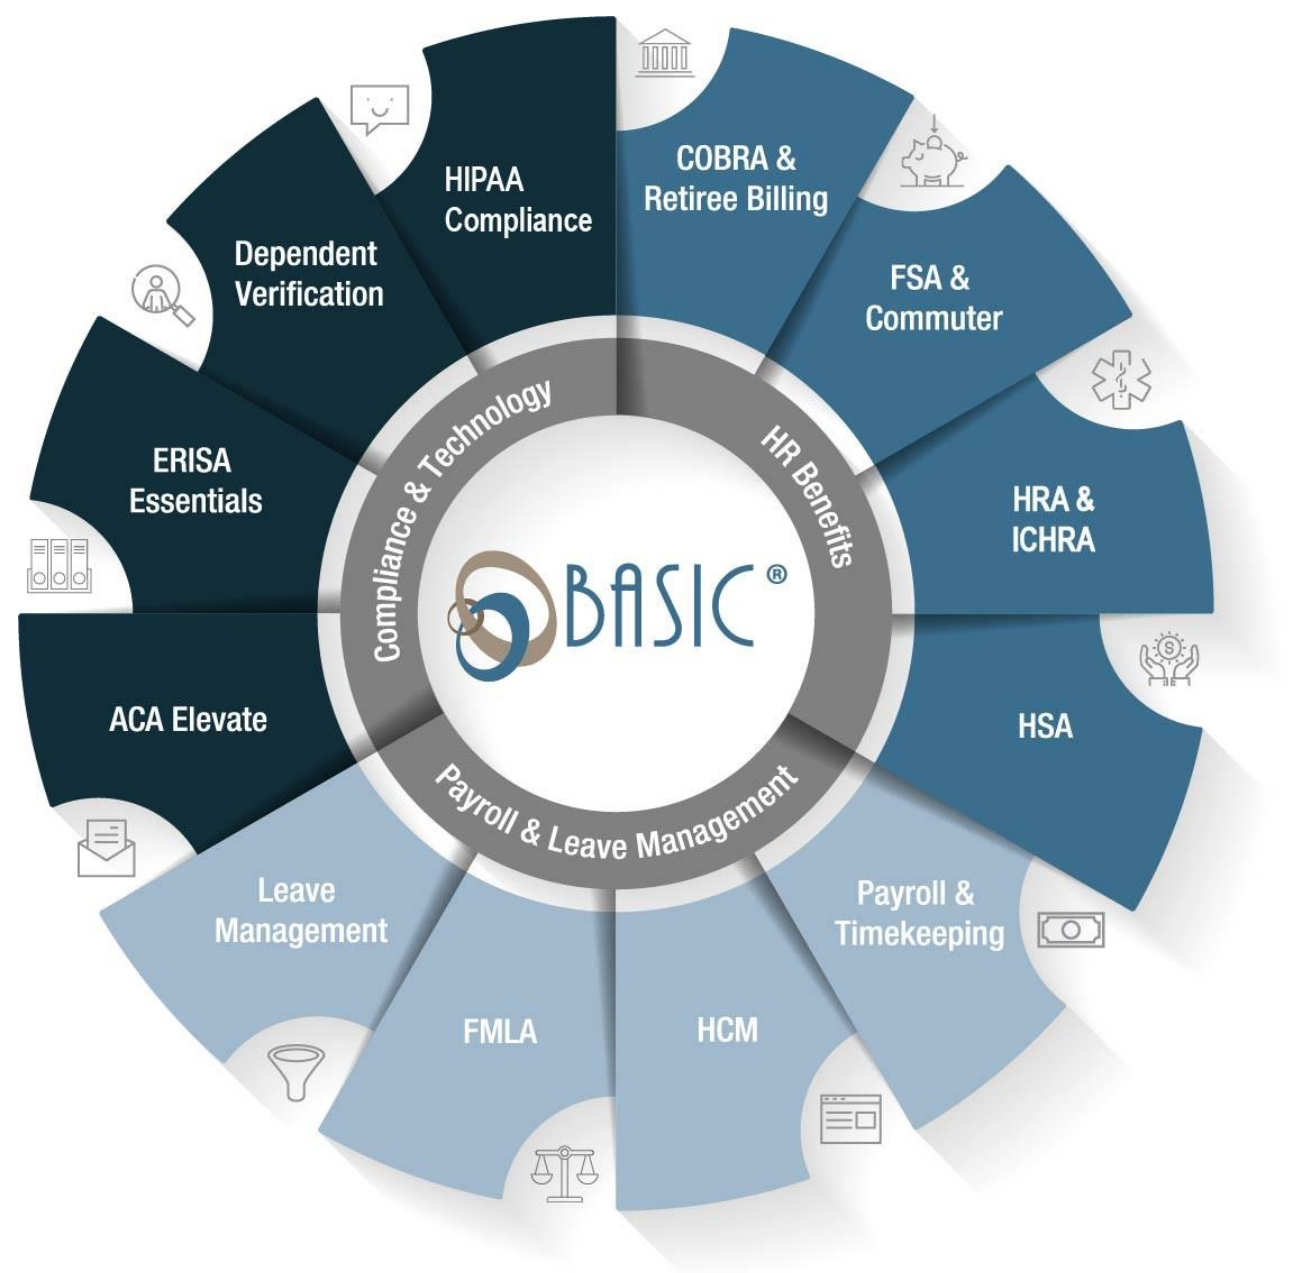 HIPAA
Compliance
COBRA &
Retiree Billing
FSA &
Commuter
HRA &
ICHRA
HSA
Payroll &
Timekeeping
HCM
FMLA
Leave
Management
ACA Elevate
ERISA
Essentials
Dependent
Verification
Compliance & Technology
HR Benefits
Payroll & Leave Management
BASIC®
S